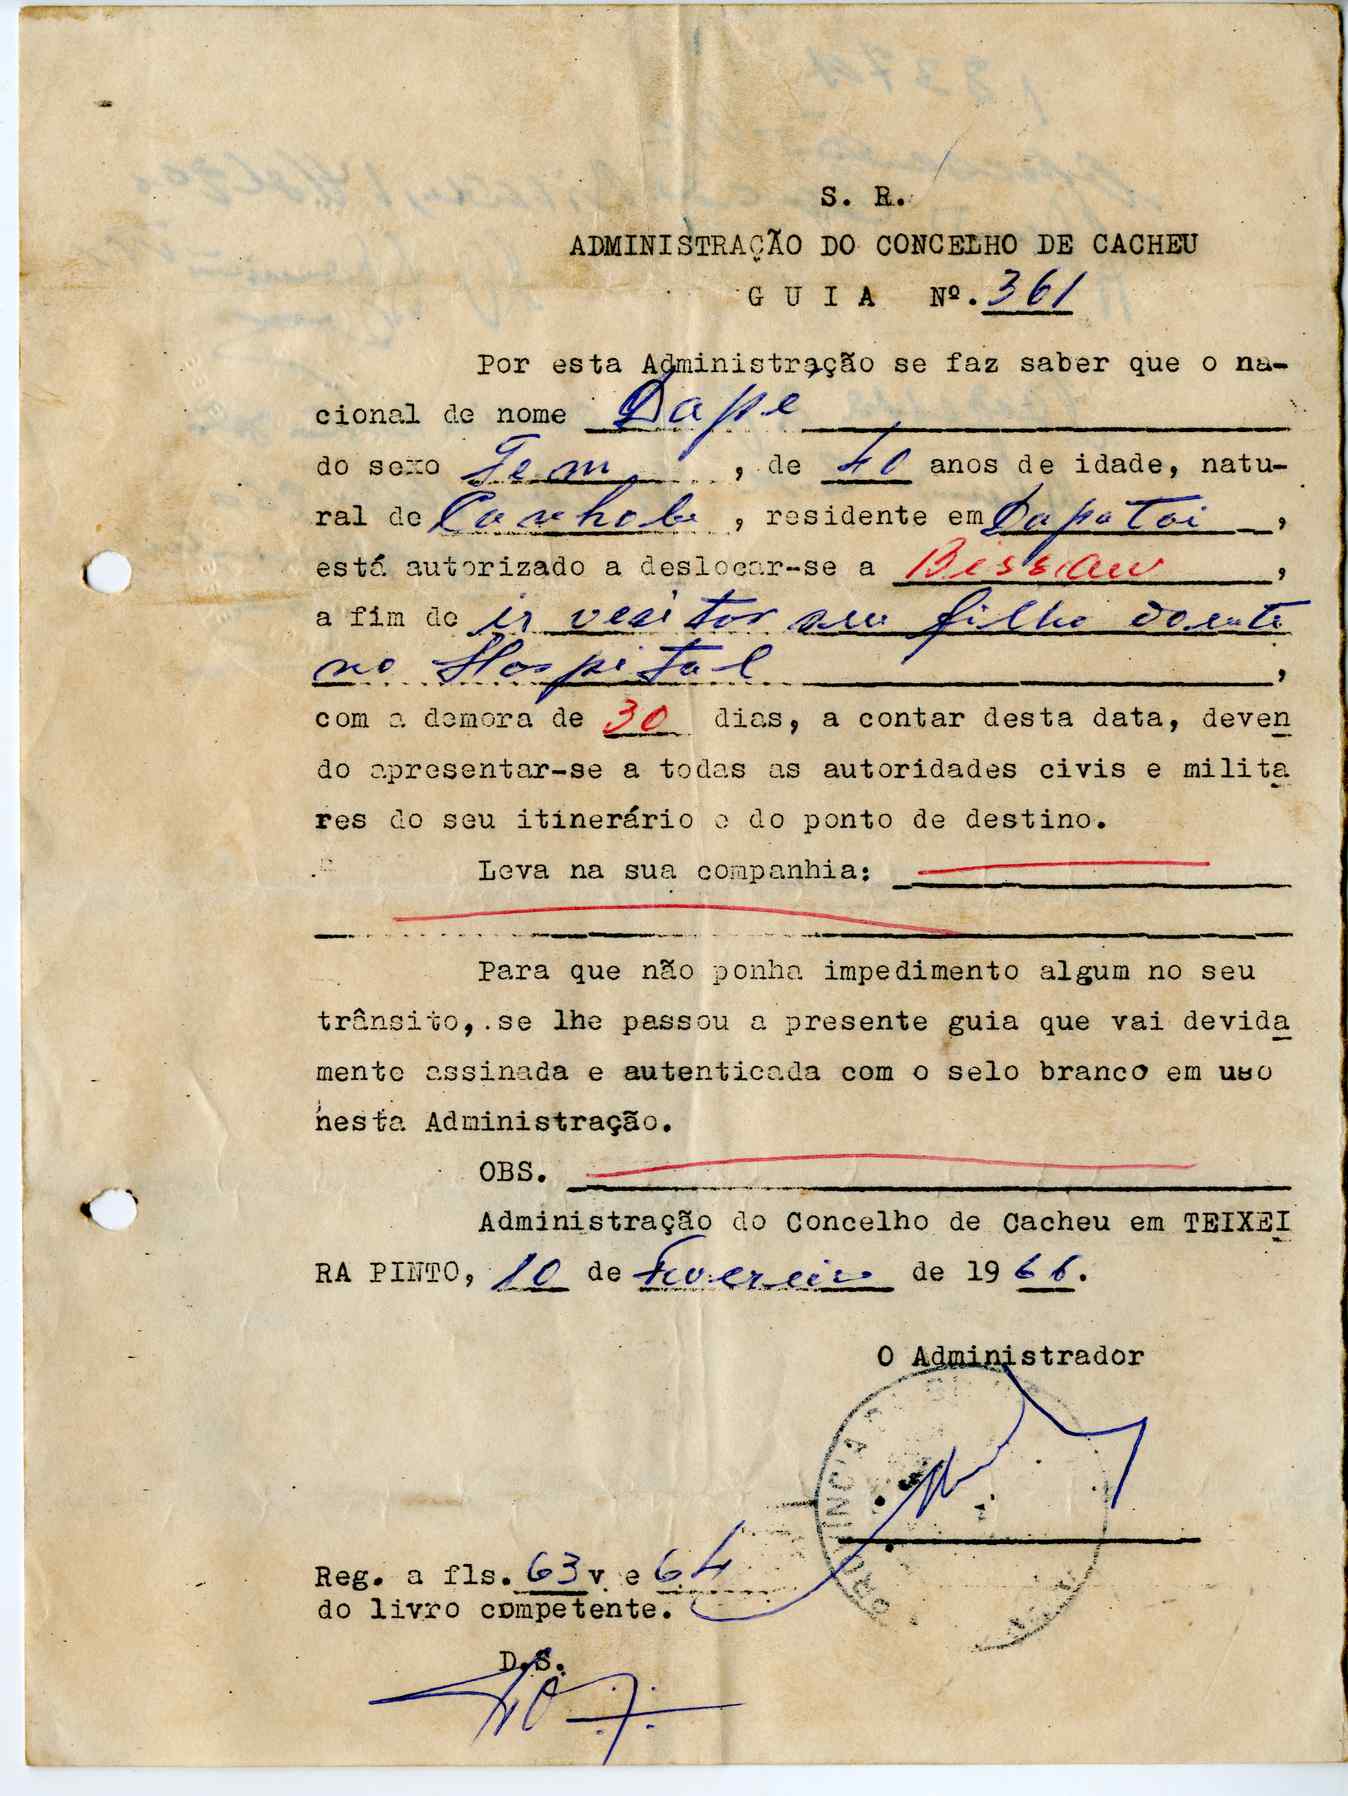 S. R.
ADMINISTRAÇÃO DO CONCELHO DE CACHEU
G U I A Nº. 361
Por esta Administração se faz saber que o na-
cional de nome Dapé
do sexo Fem, de 40 anos de idade, natu-
ral de Canhobe, residente em Dapatai,
está autorizado a deslocar-se a Bissau,
a fim de ir vesitar seu filho doente
no Hospital,
com a demora de 30 dias, a contar desta data, deven
do apresentar-se a todas as autoridades civis e milita
res do seu itinerário e do ponto de destino.
Leva na sua companhia:
Para que não ponha impedimento algum no seu
trânsito, se lhe passou a presente guia que vai devida
mente assinada e autenticada com o selo branco em uso
nesta Administração.
OBS.
Administração do Concelho de Cacheu em TEIXEI
RA PINTO, 10 de Fevereiro de 1966.
O Administrador
Reg. a fls. 63 v e 64
do livro competente.
D.S.